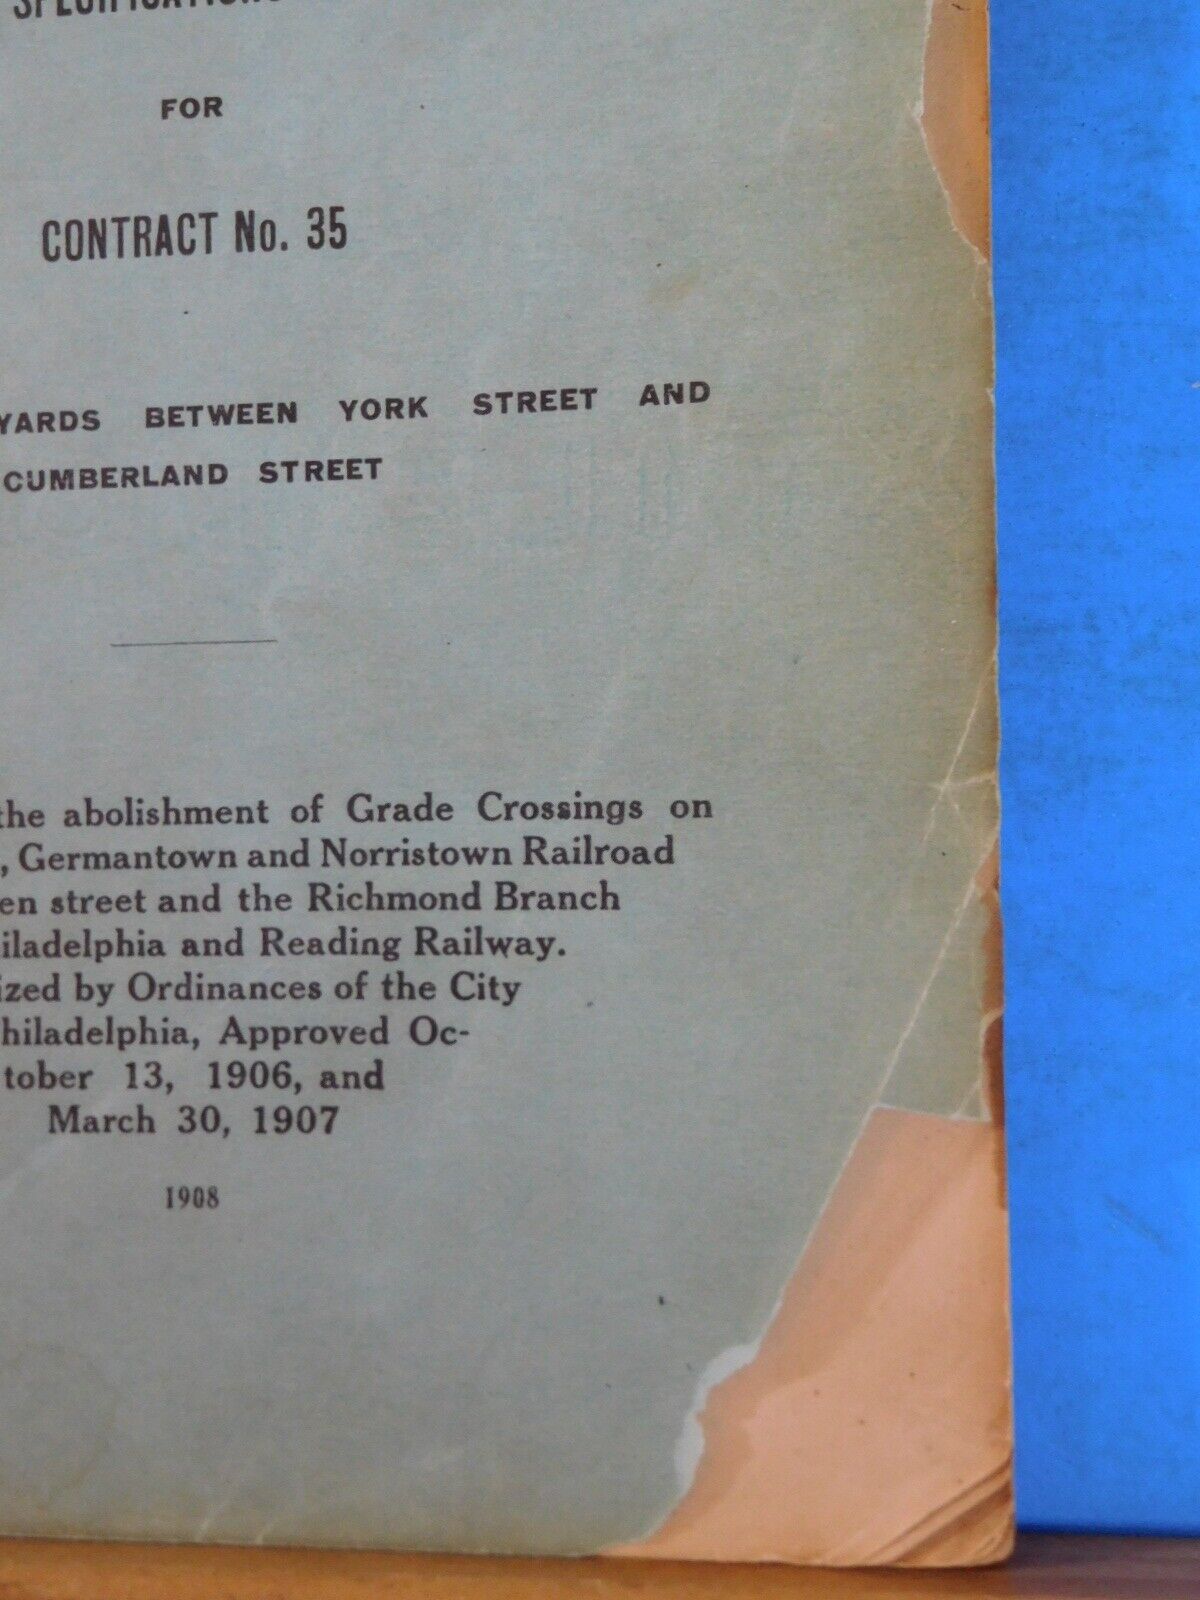 SPECIFICATIONS
FOR
CONTRACT No. 35
YARDS BETWEEN YORK STREET AND
CUMBERLAND STREET
the abolishment of Grade Crossings on
, Germantown and Norristown Railroad
en street and the Richmond Branch
iladelphia and Reading Railway.
ized by Ordinances of the City
hiladelphia, Approved Oc-
tober 13, 1906, and
March 30, 1907
1908